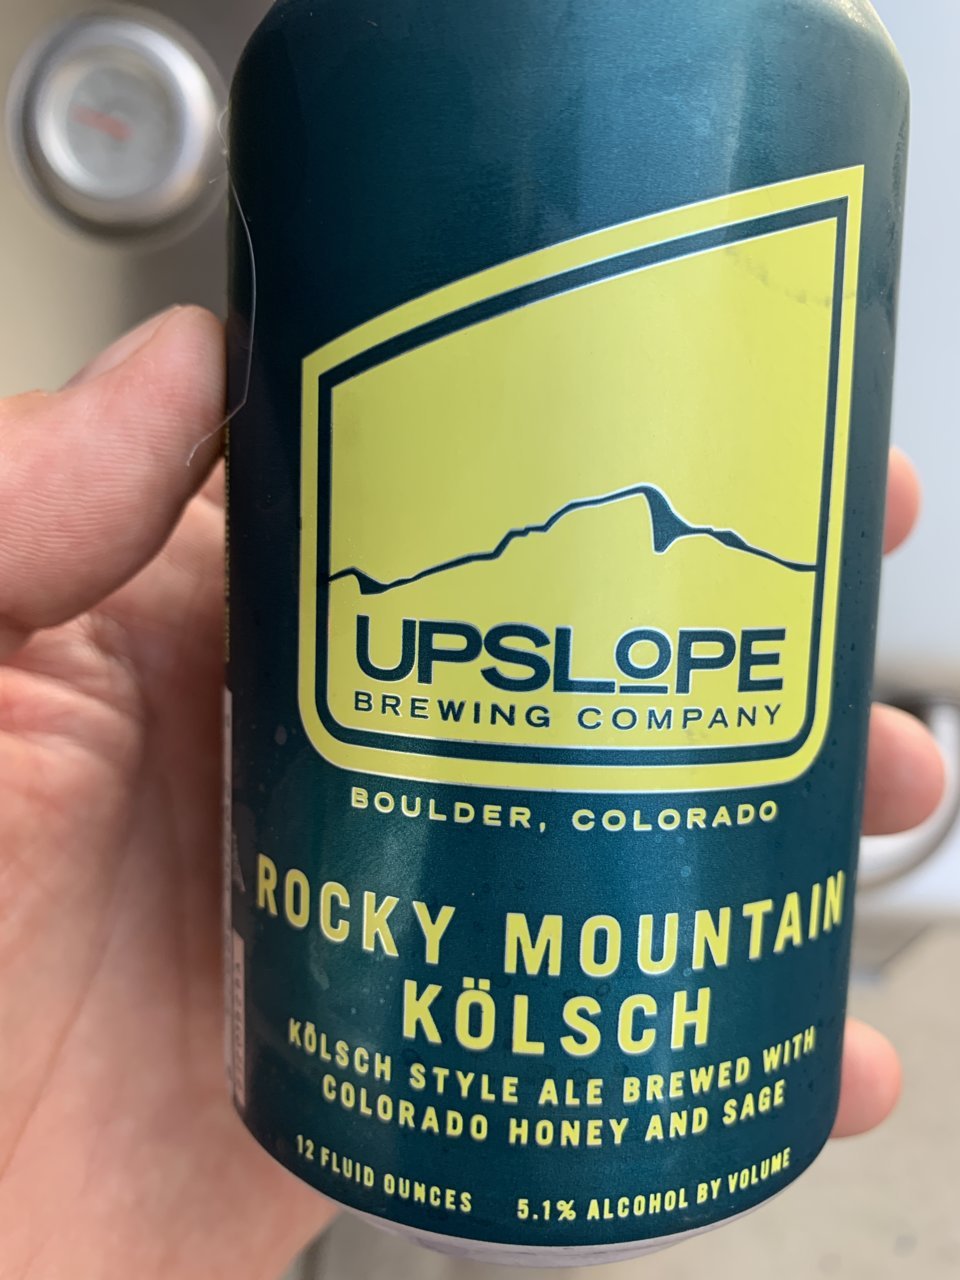 UPSLOPE
BREWING COMPANY
BOULDER, COLORADO
ROCKY MOUNTAIN
KÖLSCH
KÖLSCH STYLE ALE BREWED WITH
COLORADO HONEY AND SAGE
12 FLUID OUNCES 5.1% ALCOHOL BY VOLUME